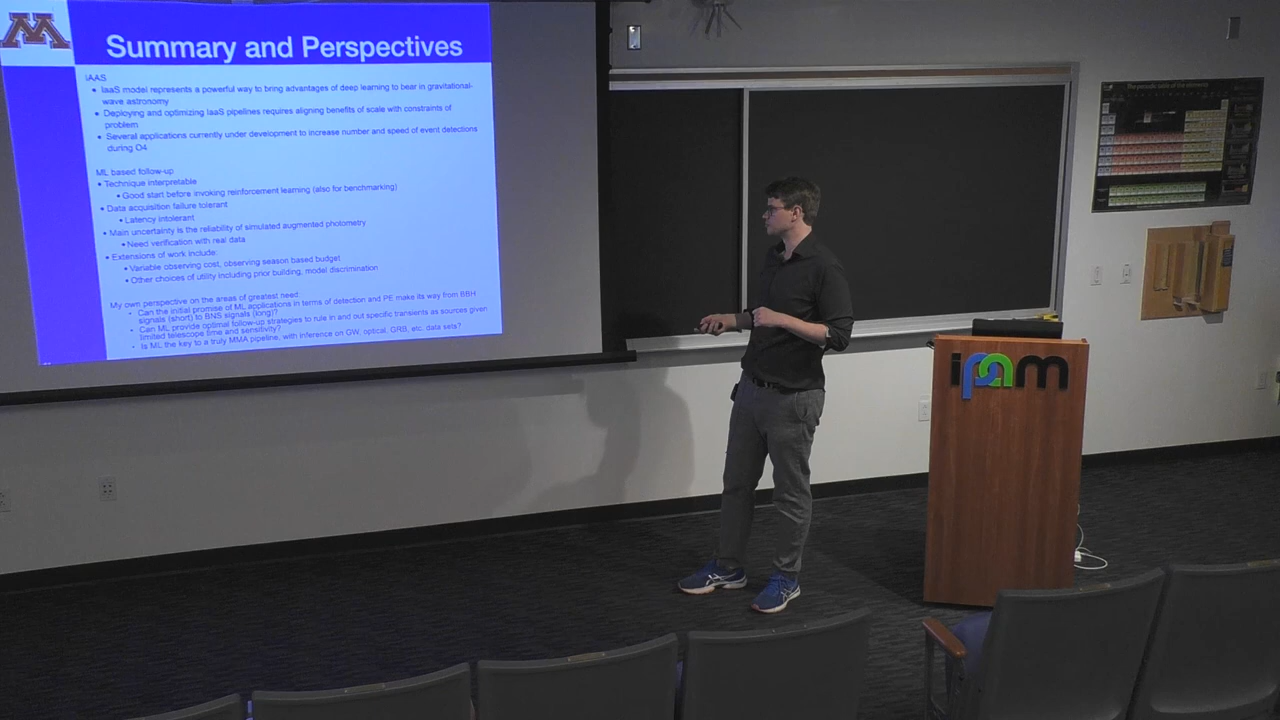 M
Summary and Perspectives
IAAS
• IaaS model represents a powerful way to bring advantages of deep learning to bear in gravitational-
wave astronomy
• Deploying and optimizing IaaS pipelines requires aligning benefits of scale with constraints of
problem
• Several applications currently under development to increase number and speed of event detections
during O4
ML based follow-up
• Technique interpretable
• Good start before invoking reinforcement learning (also for benchmarking)
• Data acquisition failure tolerant
• Latency intolerant
• Main uncertainty is the reliability of simulated augmented photometry
• Need verification with real data
• Extensions of work include:
• Variable observing cost, observing season based budget
• Other choices of utility including prior building, model discrimination
My own perspective on the areas of greatest need:
• Can the initial promise of ML applications in terms of detection and PE make its way from BBH
signals (short) to BNS signals (long)?
• Can ML provide optimal follow-up strategies to rule in and out specific transients as sources given
limited telescope time and sensitivity?
• Is ML the key to a truly MMA pipeline, with inference on GW, optical, GRB, etc. data sets?
The periodic table of the elements
ipam